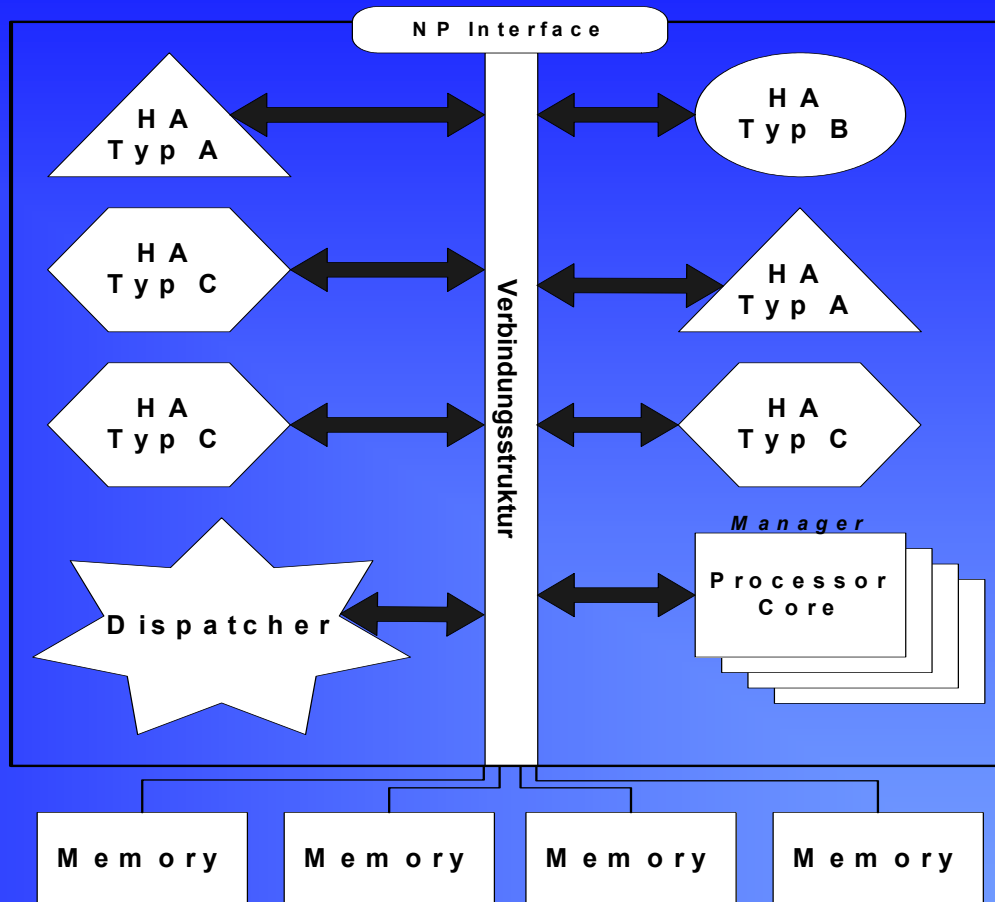 NP Interface
HA
Typ A
HA
Typ B
HA
Typ C
HA
Typ A
HA
Typ C
HA
Typ C
Verbindungsstruktur
Manager
Dispatcher
Processor
Core
Memory
Memory
Memory
Memory